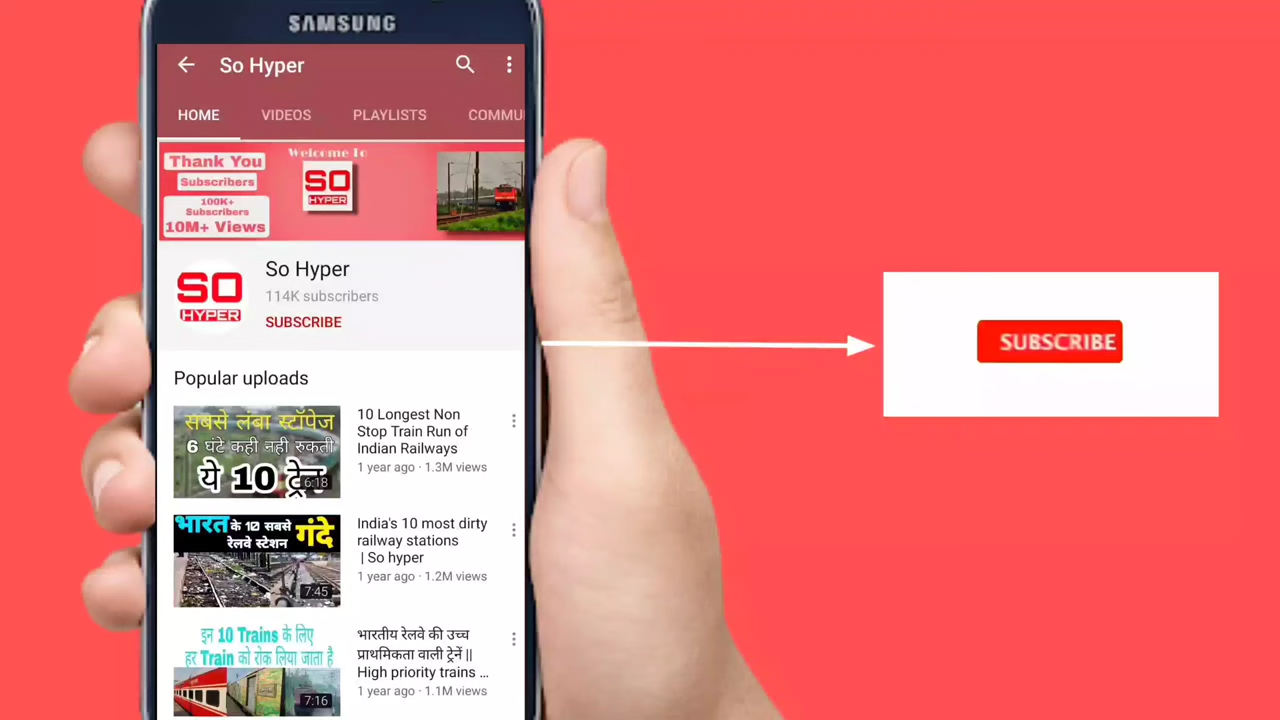 SAMSUNG
So Hyper
HOME VIDEOS PLAYLISTS COMMU
Thank You
Subscribers
100K+
Subscribers
10M+ Views
Welcome To
SO
HYPER
SO
HYPER
So Hyper
114K subscribers
SUBSCRIBE
SUBSCRIBE
Popular uploads
सबसे लंबा स्टॉपेज
6 घंटे कही नही रुकती
ये 10 ट्रेन
6:18
10 Longest Non
Stop Train Run of
Indian Railways
1 year ago · 1.3M views
भारत के 10 सबसे
रेलवे स्टेशन गंदे
7:45
India's 10 most dirty
railway stations
| So hyper
1 year ago · 1.2M views
इन 10 Trains के लिए
हर Train को रोक लिया जाता है
7:16
भारतीय रेलवे की उच्च
प्राथमिकता वाली ट्रेनें ||
High priority trains ...
1 year ago · 1.1M views